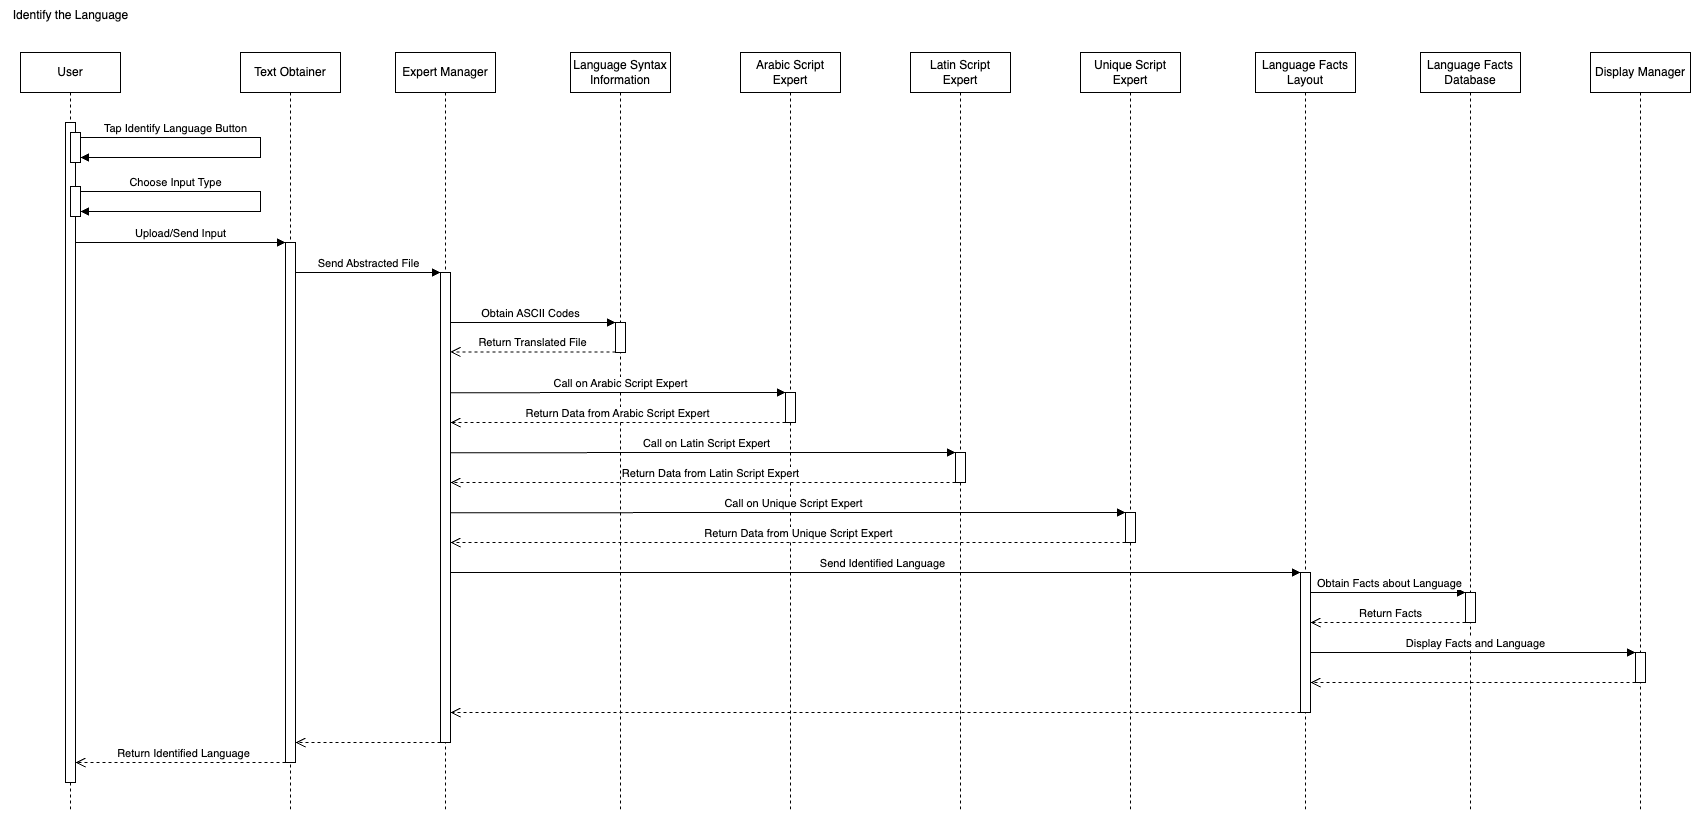 Identify the Language
User
Text Obtainer
Expert Manager
Language Syntax
Information
Arabic Script
Expert
Latin Script
Expert
Unique Script
Expert
Language Facts
Layout
Language Facts
Database
Display Manager
Tap Identify Language Button
Choose Input Type
Upload/Send Input
Send Abstracted File
Obtain ASCII Codes
Return Translated File
Call on Arabic Script Expert
Return Data from Arabic Script Expert
Call on Latin Script Expert
Return Data from Latin Script Expert
Call on Unique Script Expert
Return Data from Unique Script Expert
Send Identified Language
Obtain Facts about Language
Return Facts
Display Facts and Language
Return Identified Language